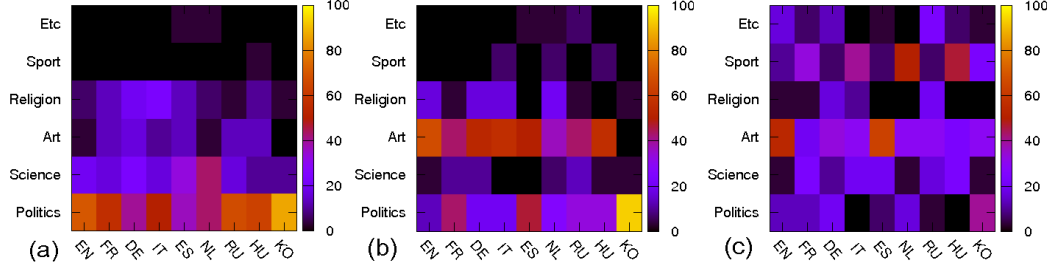 Etc
Sport
Religion
Art
Science
Politics
EN FR DE IT ES NL RU HU KO
100
80
60
40
20
0
(a)
Etc
Sport
Religion
Art
Science
Politics
EN FR DE IT ES NL RU HU KO
100
80
60
40
20
0
(b)
Etc
Sport
Religion
Art
Science
Politics
EN FR DE IT ES NL RU HU KO
100
80
60
40
20
0
(c)